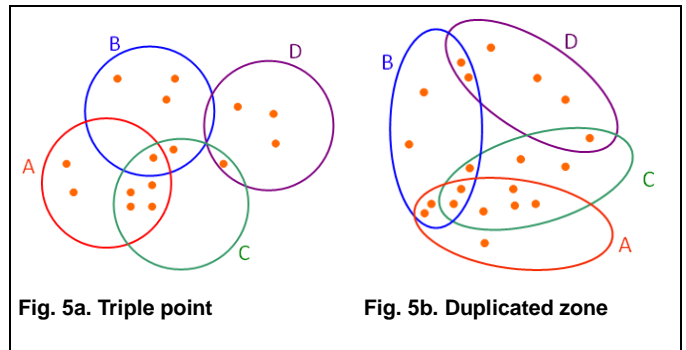 B
D
A
C
B
D
C
A
Fig. 5a. Triple point
Fig. 5b. Duplicated zone